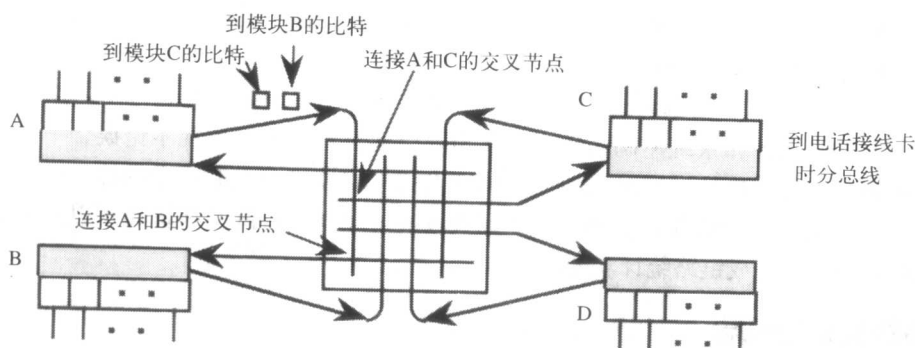 到模块B的比特
到模块C的比特
连接A和C的交叉节点
A
C
到电话接线卡
时分总线
连接A和B的交叉节点
B
D